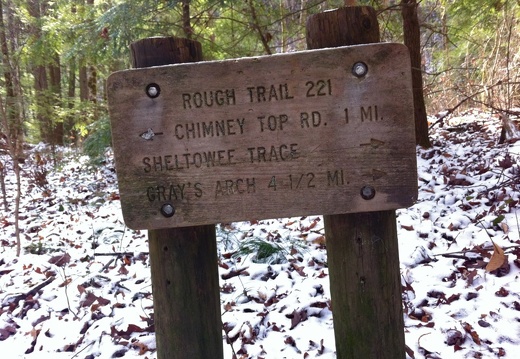 ROUGH TRAIL 221
← CHIMNEY TOP RD. 1 MI.
SHELTOWEE TRACE →
GRAY'S ARCH 4 1/2 MI. →